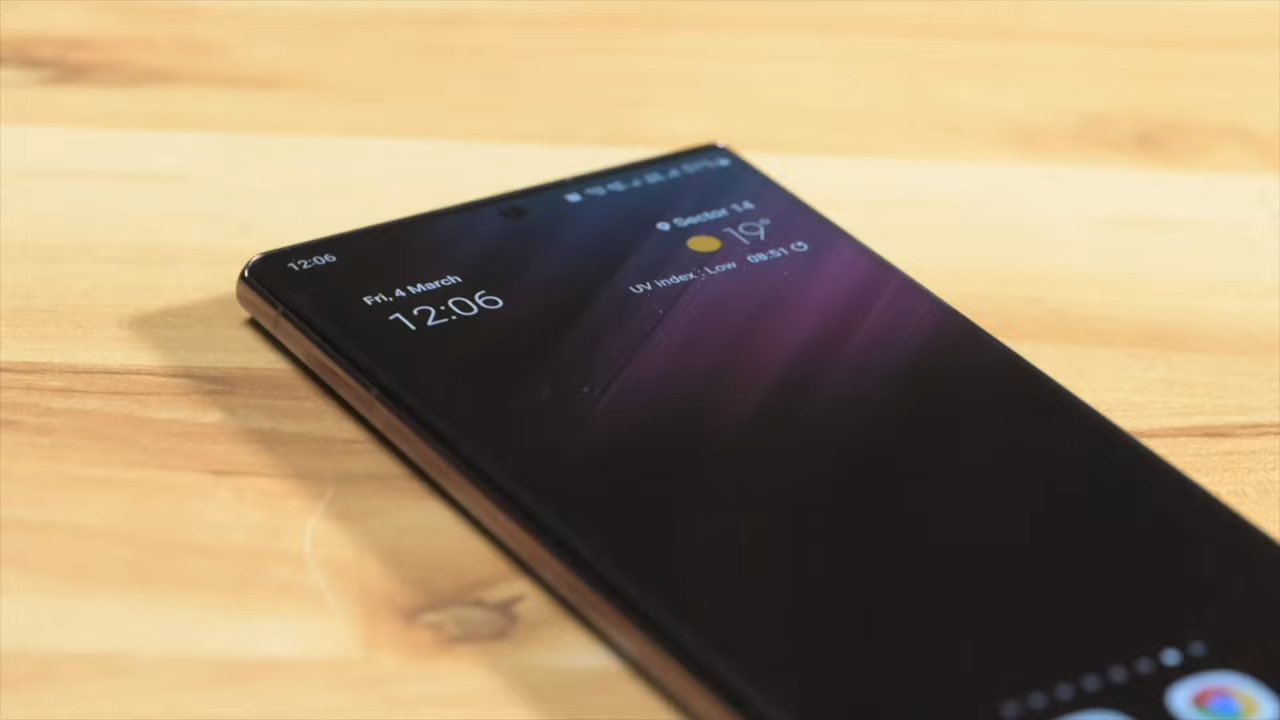 12:06
Fri, 4 March
12:06
Sector 14
19°
UV index : Low 08:51